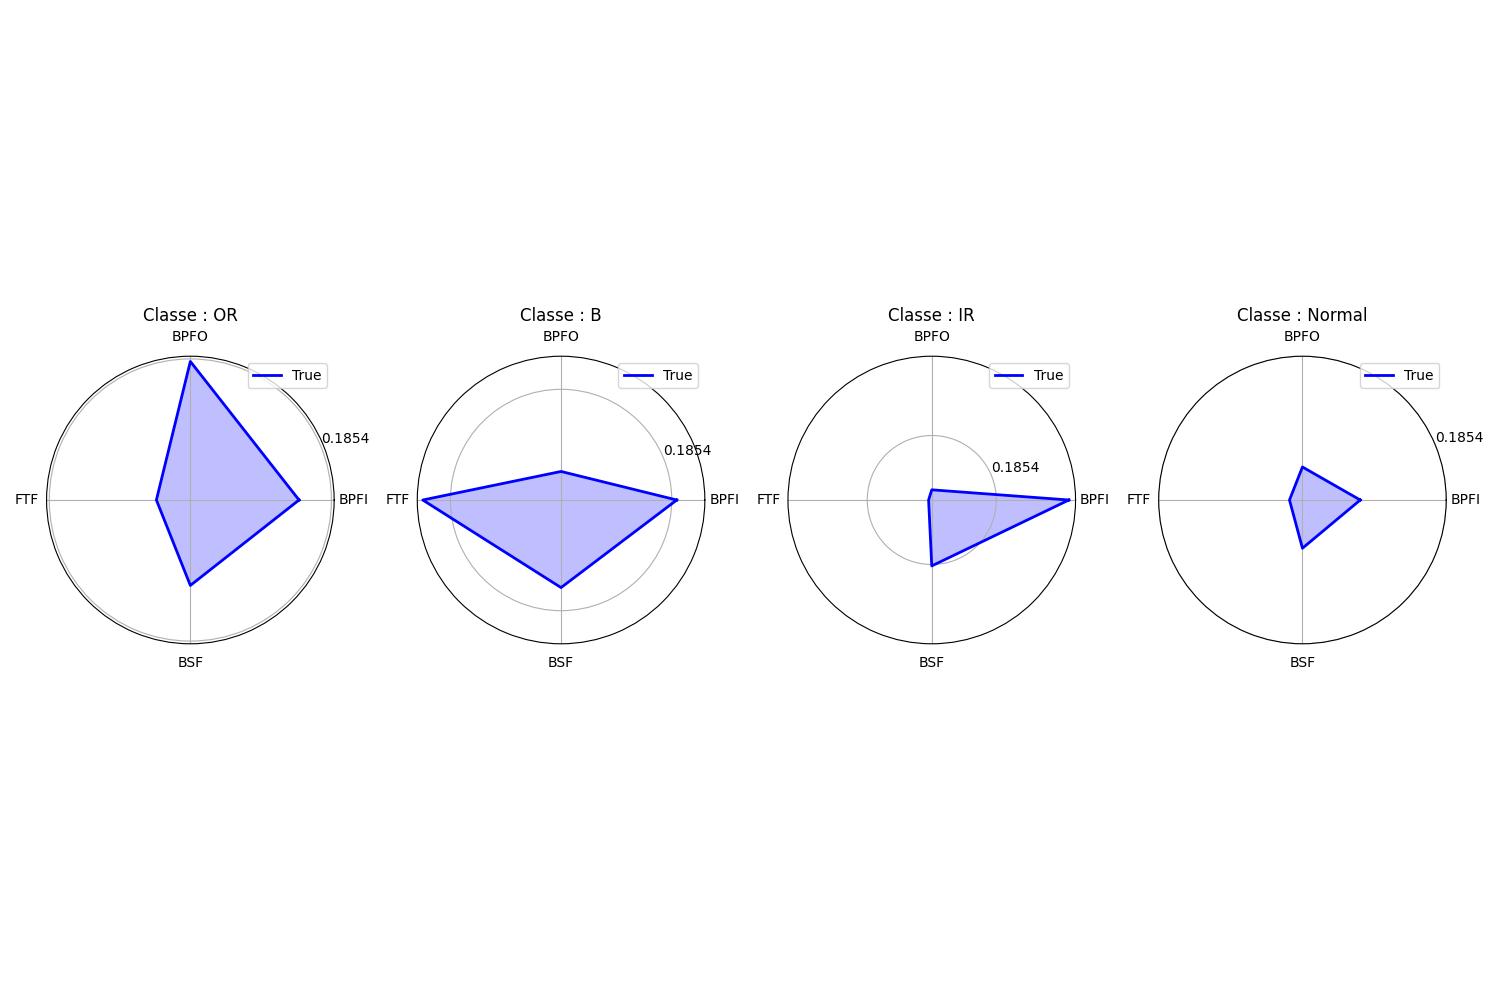 Classe : OR
BPFO
True
0.1854
FTF
BPFI
BSF
Classe : B
BPFO
True
0.1854
FTF
BPFI
BSF
Classe : IR
BPFO
True
0.1854
FTF
BPFI
BSF
Classe : Normal
BPFO
True
0.1854
FTF
BPFI
BSF